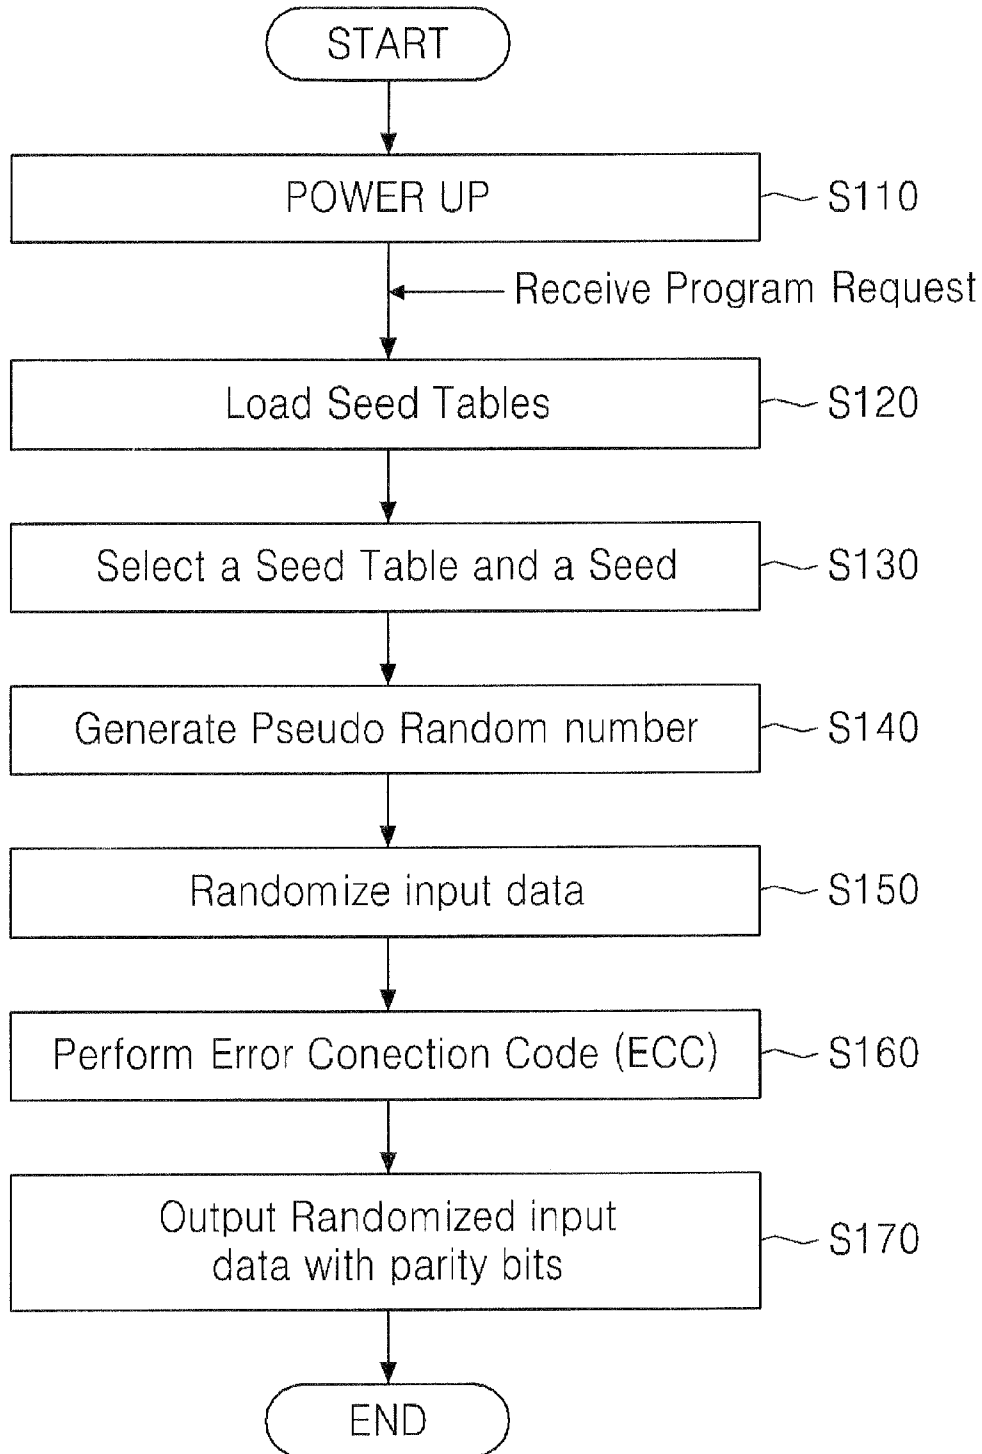 START
POWER UP
S110
Receive Program Request
Load Seed Tables
S120
Select a Seed Table and a Seed
S130
Generate Pseudo Random number
S140
Randomize input data
S150
Perform Error Conection Code (ECC)
S160
Output Randomized input
data with parity bits
S170
END